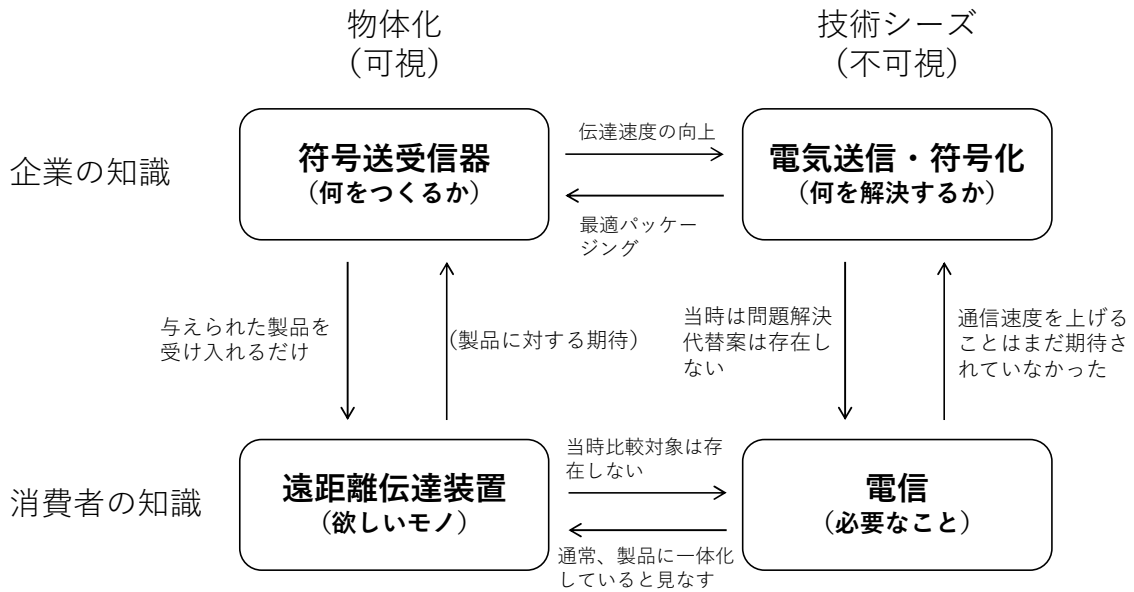 物体化
（可視）
技術シーズ
（不可視）
企業の知識
符号送受信器
（何をつくるか）
伝達速度の向上
最適パッケー
ジング
電気送信・符号化
（何を解決するか）
与えられた製品を
受け入れるだけ
（製品に対する期待）
当時は問題解決
代替案は存在し
ない
通信速度を上げる
ことはまだ期待さ
れていなかった
消費者の知識
遠距離伝達装置
（欲しいモノ）
当時比較対象は存
在しない
通常、製品に一体化
していると見なす
電信
（必要なこと）